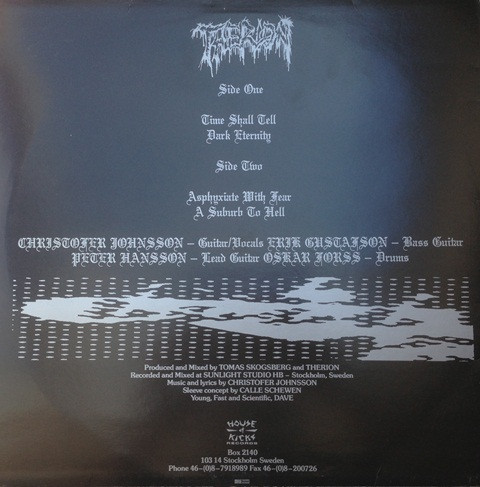 THERION
Side One
Time Shall Tell
Dark Eternity
Side Two
Asphyxiate With Fear
A Suburb To Hell
CHRISTOFER JOHNSSON – Guitar/Vocals ERIK GUSTAFSON – Bass Guitar
PETER HANSSON – Lead Guitar OSKAR FORSS – Drums
Produced and Mixed by TOMAS SKOGSBERG and THERION
Recorded and Mixed at SUNLIGHT STUDIO HB – Stockholm, Sweden
Music and lyrics by CHRISTOFER JOHNSSON
Sleeve concept by CALLE SCHEWEN
Young, Fast and Scientific, DAVE
HOUSE
of
KICKS
RECORDS
Box 2140
103 14 Stockholm Sweden
Phone 46–(0)8–7918989 Fax 46–(0)8–200726